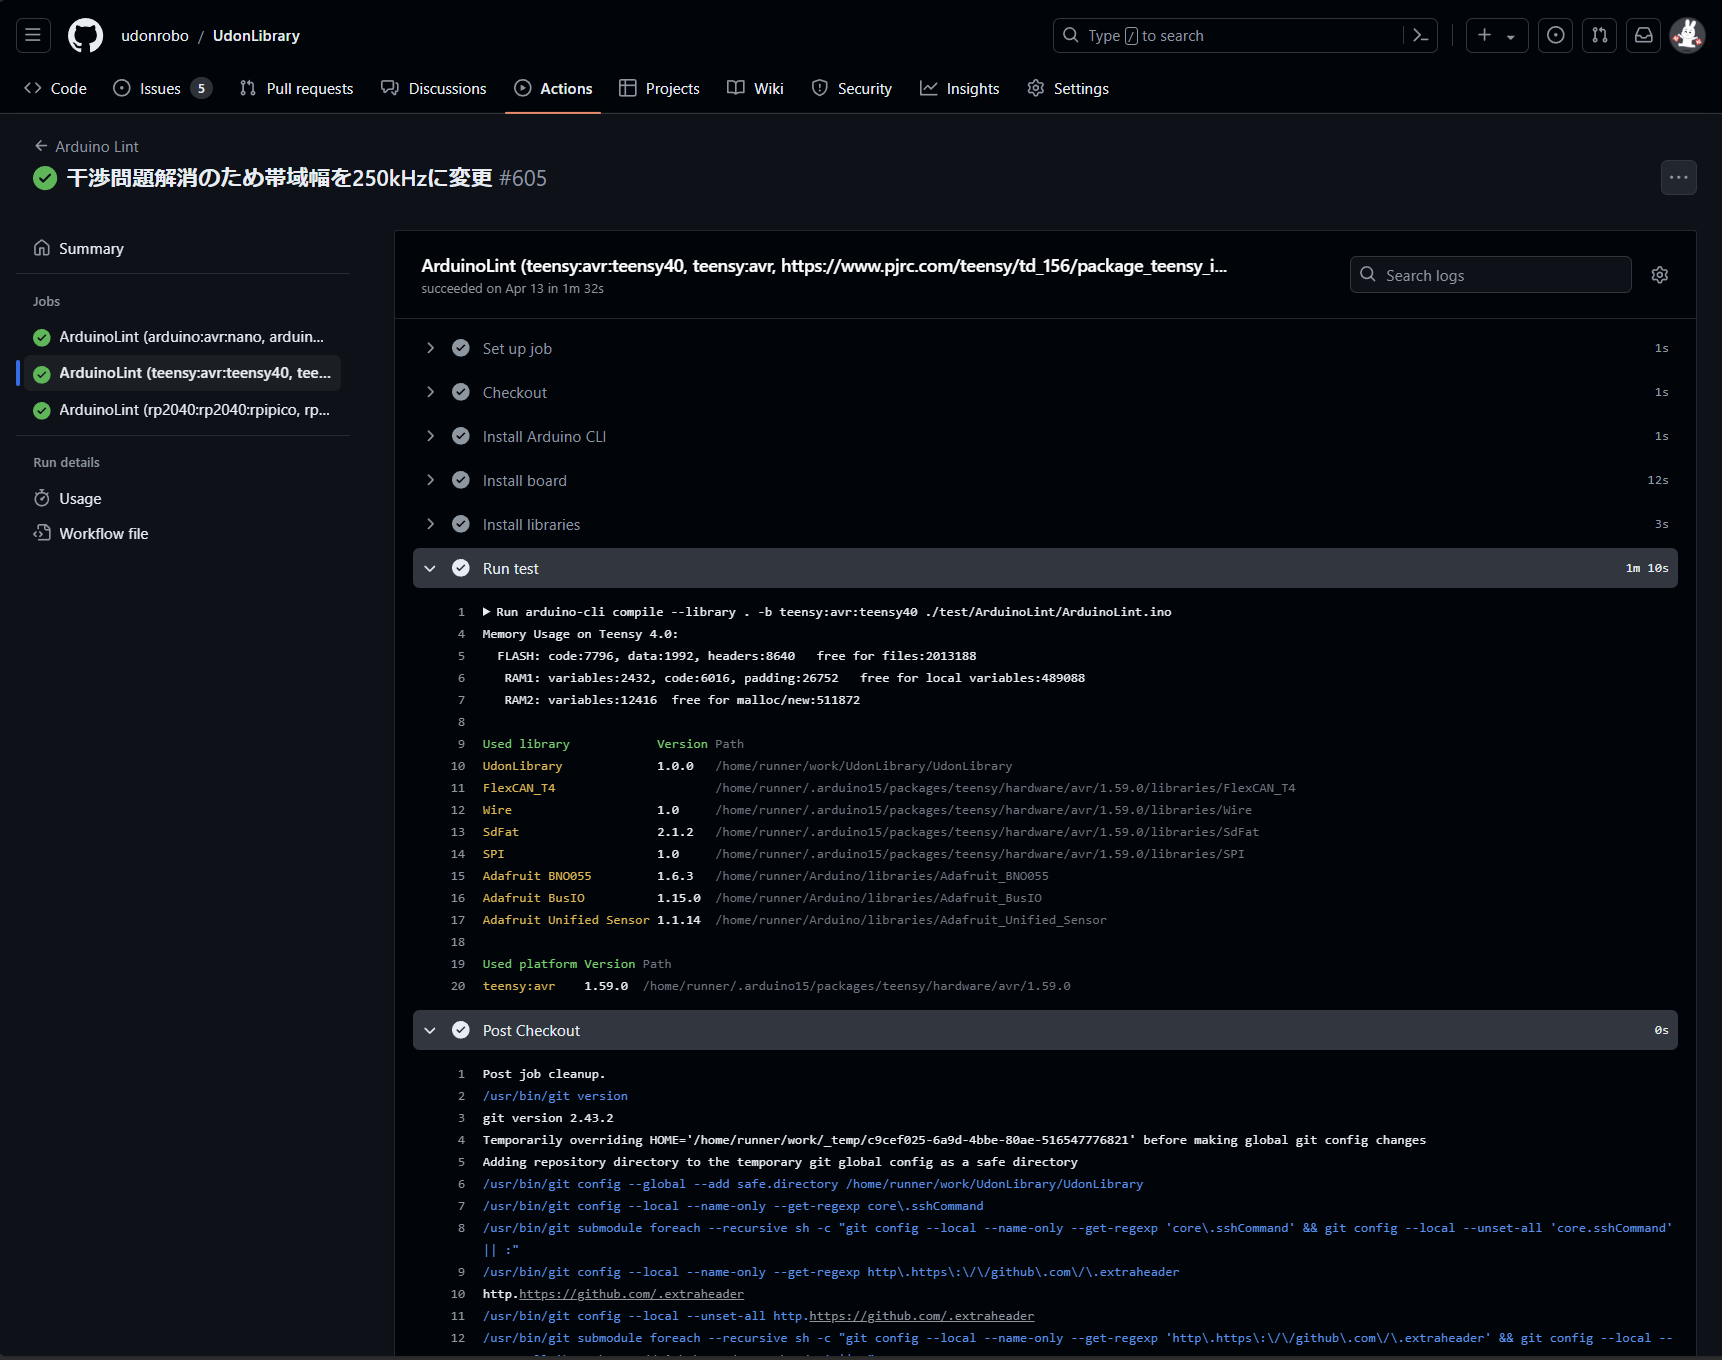 udonrobo / UdonLibrary
Type / to search
Code Issues 5 Pull requests Discussions Actions Projects Wiki Security Insights Settings
← Arduino Lint
干渉問題解消のため帯域幅を250kHzに変更 #605
Summary
Jobs
ArduinoLint (arduino:avr:nano, arduin...
ArduinoLint (teensy:avr:teensy40, tee...
ArduinoLint (rp2040:rp2040:rpipico, rp...
Run details
Usage
Workflow file
ArduinoLint (teensy:avr:teensy40, teensy:avr, https://www.pjrc.com/teensy/td_156/package_teensy_i...
succeeded on Apr 13 in 1m 32s
Search logs
Set up job 1s
Checkout 1s
Install Arduino CLI 1s
Install board 12s
Install libraries 3s
Run test 1m 10s
1 Run arduino-cli compile --library . -b teensy:avr:teensy40 ./test/ArduinoLint/ArduinoLint.ino
4 Memory Usage on Teensy 4.0:
5 FLASH: code:7796, data:1992, headers:8640 free for files:2013188
6 RAM1: variables:2432, code:6016, padding:26752 free for local variables:489088
7 RAM2: variables:12416 free for malloc/new:511872
8
9 Used library Version Path
10 UdonLibrary 1.0.0 /home/runner/work/UdonLibrary/UdonLibrary
11 FlexCAN_T4 /home/runner/.arduino15/packages/teensy/hardware/avr/1.59.0/libraries/FlexCAN_T4
12 Wire 1.0 /home/runner/.arduino15/packages/teensy/hardware/avr/1.59.0/libraries/Wire
13 SdFat 2.1.2 /home/runner/.arduino15/packages/teensy/hardware/avr/1.59.0/libraries/SdFat
14 SPI 1.0 /home/runner/.arduino15/packages/teensy/hardware/avr/1.59.0/libraries/SPI
15 Adafruit BNO055 1.6.3 /home/runner/Arduino/libraries/Adafruit_BNO055
16 Adafruit BusIO 1.15.0 /home/runner/Arduino/libraries/Adafruit_BusIO
17 Adafruit Unified Sensor 1.1.14 /home/runner/Arduino/libraries/Adafruit_Unified_Sensor
18
19 Used platform Version Path
20 teensy:avr 1.59.0 /home/runner/.arduino15/packages/teensy/hardware/avr/1.59.0
Post Checkout 0s
1 Post job cleanup.
2 /usr/bin/git version
3 git version 2.43.2
4 Temporarily overriding HOME='/home/runner/work/_temp/c9cef025-6a9d-4bbe-80ae-516547776821' before making global git config changes
5 Adding repository directory to the temporary git global config as a safe directory
6 /usr/bin/git config --global --add safe.directory /home/runner/work/UdonLibrary/UdonLibrary
7 /usr/bin/git config --local --name-only --get-regexp core\.sshCommand
8 /usr/bin/git submodule foreach --recursive sh -c "git config --local --name-only --get-regexp 'core\.sshCommand' && git config --local --unset-all 'core.sshCommand'
|| :"
9 /usr/bin/git config --local --name-only --get-regexp http\.https\:\/\/github\.com\/\.extraheader
10 http.https://github.com/.extraheader
11 /usr/bin/git config --local --unset-all http.https://github.com/.extraheader
12 /usr/bin/git submodule foreach --recursive sh -c "git config --local --name-only --get-regexp 'http\.https\:\/\/github\.com\/\.extraheader' && git config --local --